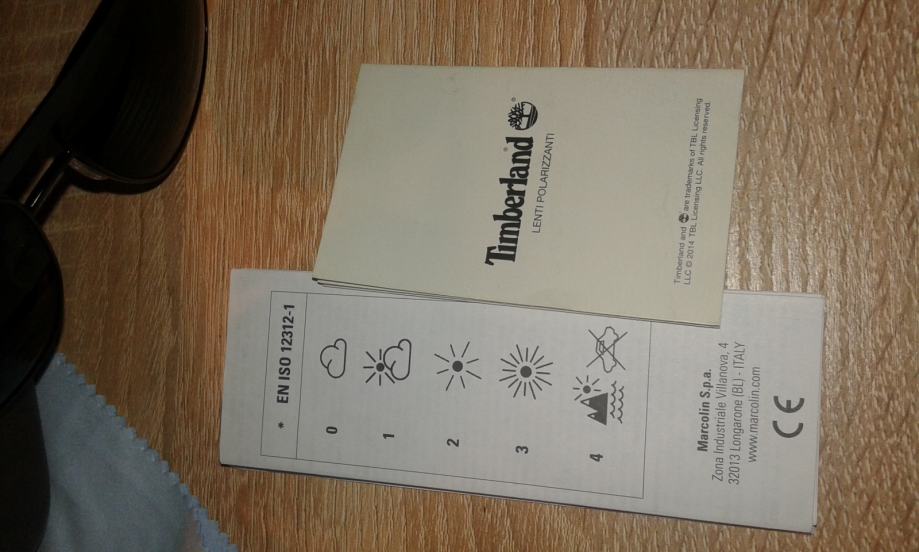 Timberland®
LENTI POLARIZZANTI
Timberland and are trademarks of TBL Licensing
LLC © 2014 TBL Licensing LLC. All rights reserved.
* EN ISO 12312-1
0
1
2
3
4
Marcolin S.p.a.
Zona Industriale Villanova, 4
32013 Longarone (BL) - ITALY
www.marcolin.com
CE